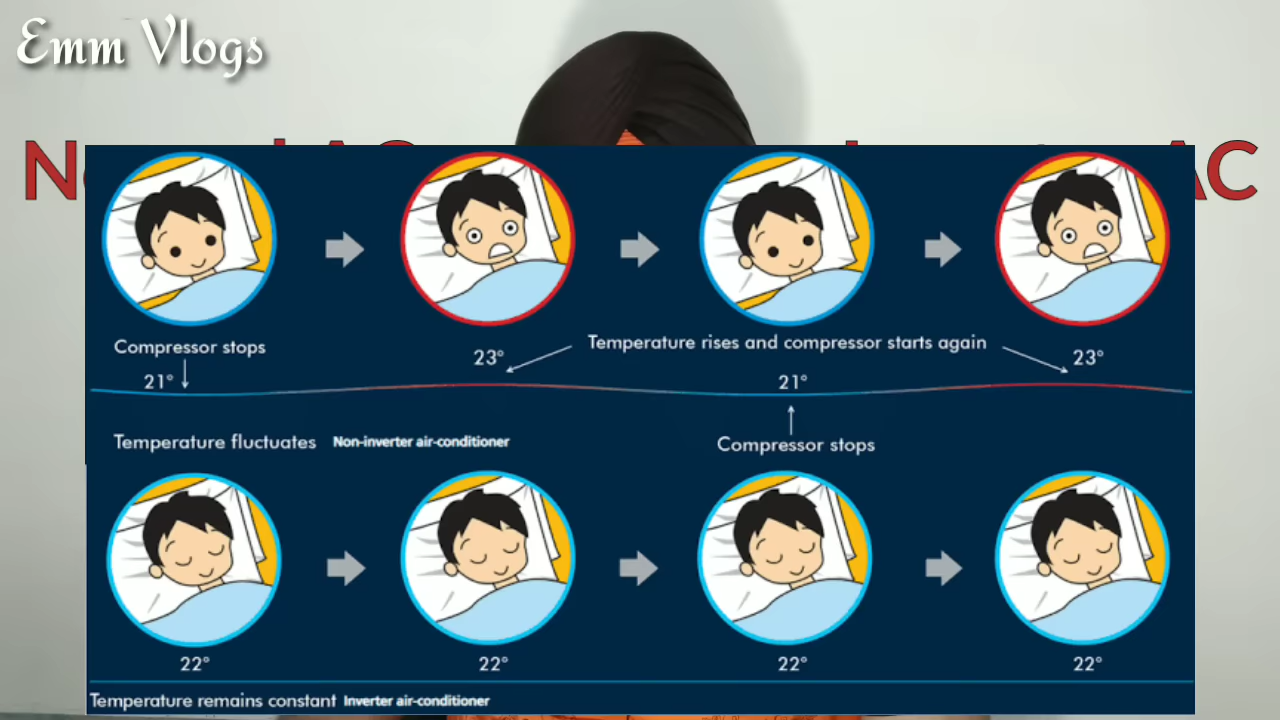 Emm Vlogs
AC
Compressor stops
21°
23°
Temperature rises and compressor starts again
21°
23°
Temperature fluctuates Non-inverter air-conditioner
Compressor stops
22° 22° 22° 22°
Temperature remains constant Inverter air-conditioner